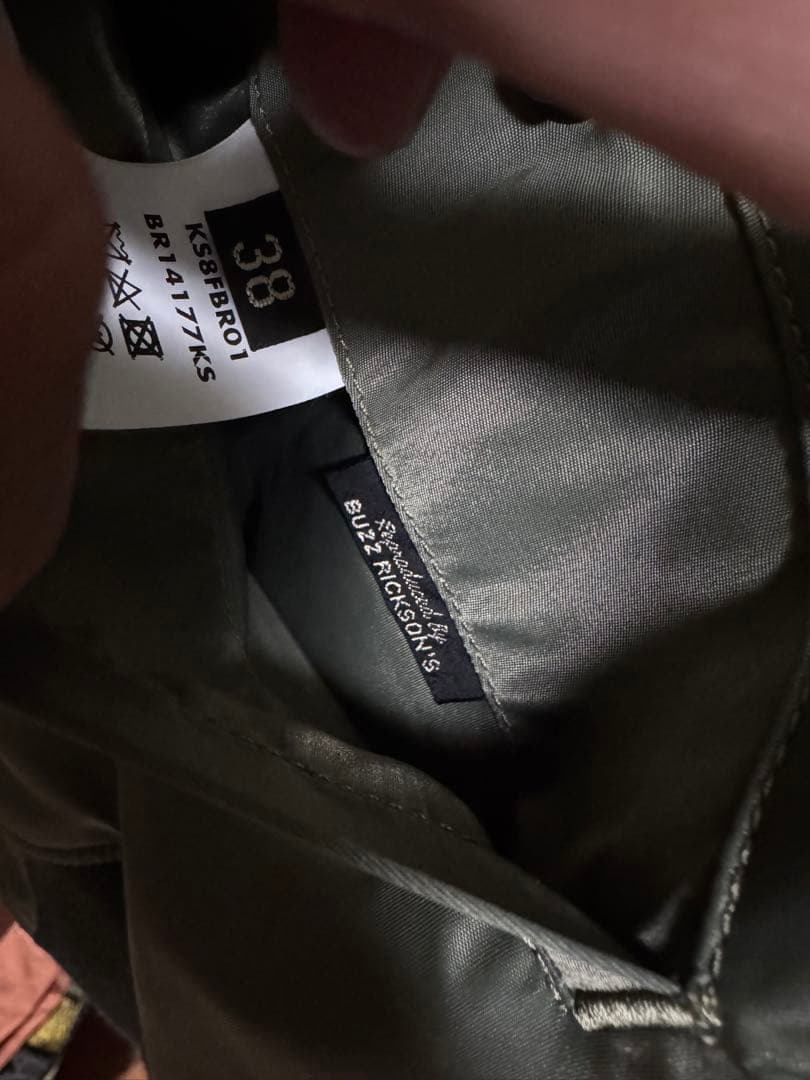 38
KS8FBR01
BR14177KS
Reproduced by
BUZZ RICKSON'S